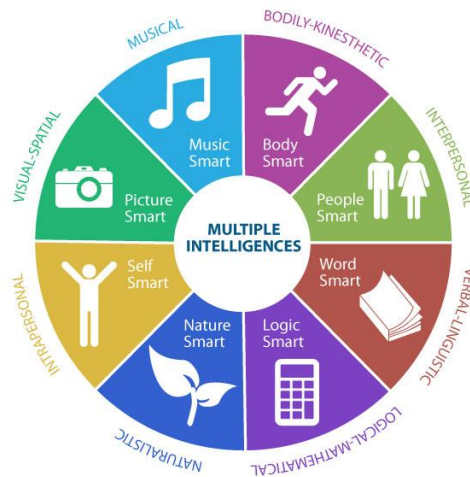 MUSICAL
BODILY-KINESTHETIC
VISUAL-SPATIAL
INTERPERSONAL
Music
Smart
Body
Smart
Picture
Smart
People
Smart
MULTIPLE
INTELLIGENCES
Self
Smart
Word
Smart
Nature
Smart
Logic
Smart
INTRAPERSONAL
VERBAL-LINGUISTIC
NATURALISTIC
LOGICAL-MATHEMATICAL